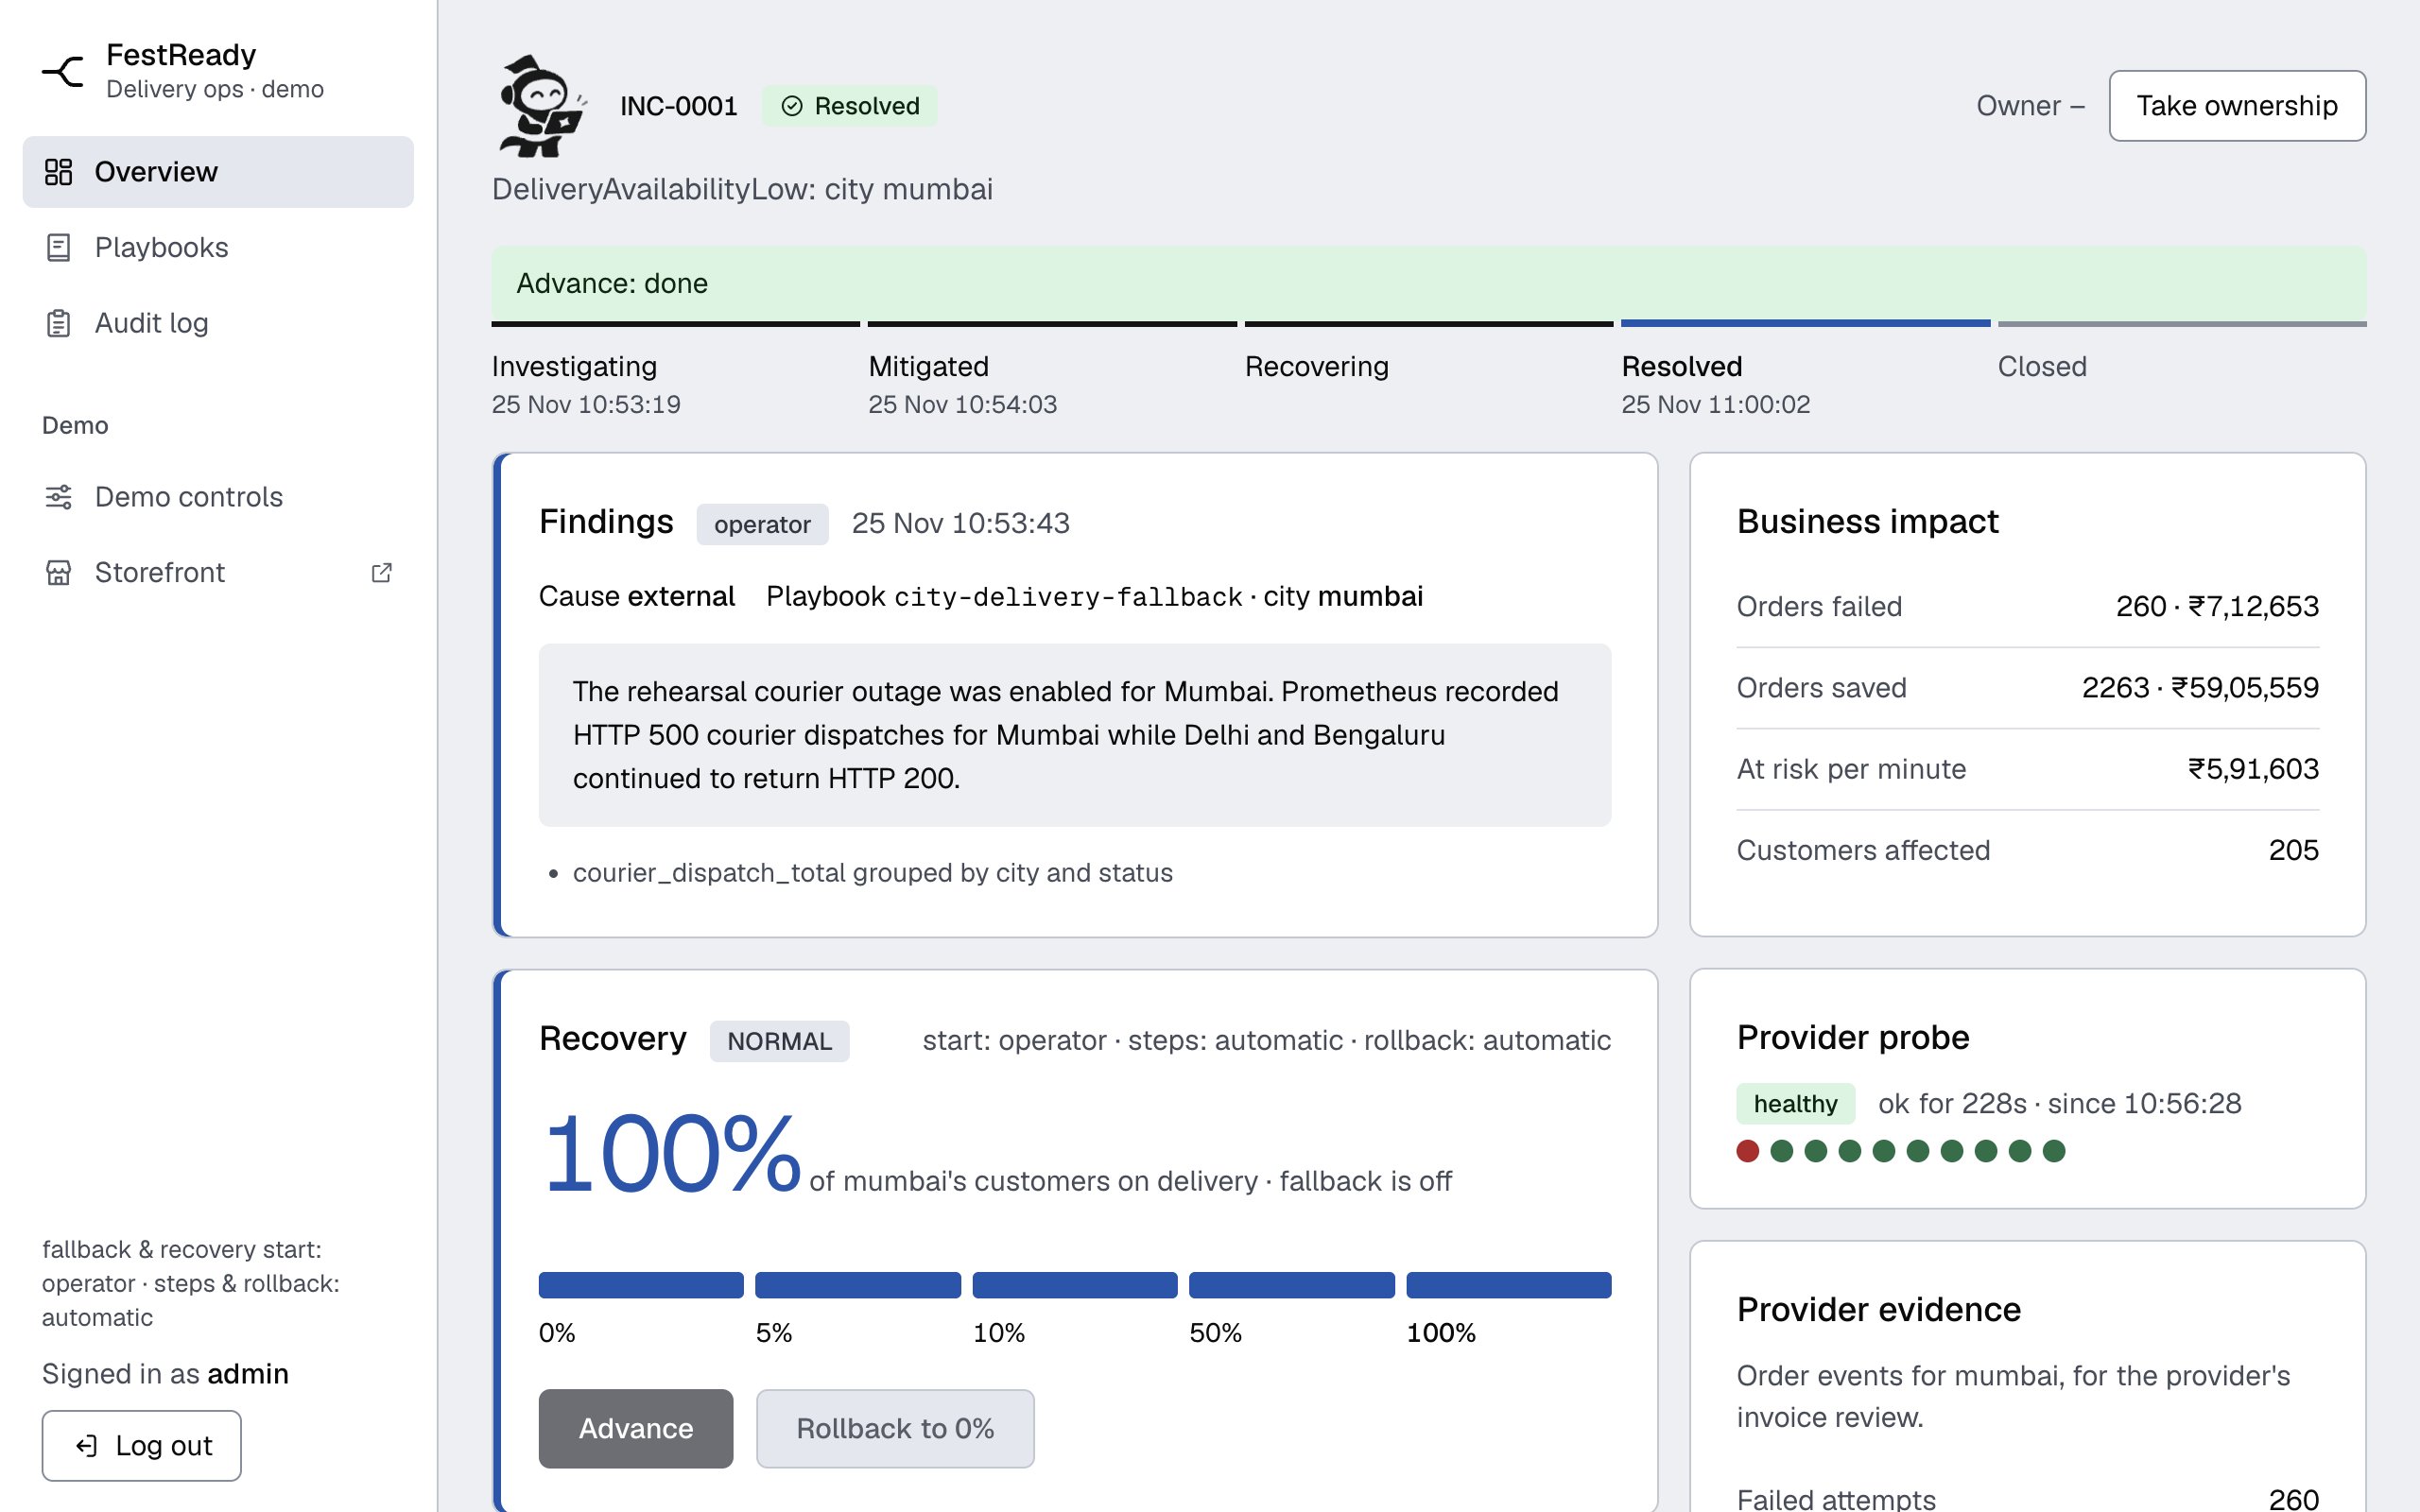 FestReady
Delivery ops · demo
Overview
Playbooks
Audit log
Demo
Demo controls
Storefront
fallback & recovery start:
operator · steps & rollback:
automatic
Signed in as admin
Log out
INC-0001
Resolved
Owner –
Take ownership
DeliveryAvailabilityLow: city mumbai
Advance: done
Investigating
25 Nov 10:53:19
Mitigated
25 Nov 10:54:03
Recovering
Resolved
25 Nov 11:00:02
Closed
Findings operator 25 Nov 10:53:43
Cause external Playbook city-delivery-fallback · city mumbai
The rehearsal courier outage was enabled for Mumbai. Prometheus recorded
HTTP 500 courier dispatches for Mumbai while Delhi and Bengaluru
continued to return HTTP 200.
• courier_dispatch_total grouped by city and status
Business impact
Orders failed 260 · ₹7,12,653
Orders saved 2263 · ₹59,05,559
At risk per minute ₹5,91,603
Customers affected 205
Recovery NORMAL start: operator · steps: automatic · rollback: automatic
100% of mumbai's customers on delivery · fallback is off
0% 5% 10% 50% 100%
Advance
Rollback to 0%
Provider probe
healthy ok for 228s · since 10:56:28
Provider evidence
Order events for mumbai, for the provider's
invoice review.
Failed attempts 260